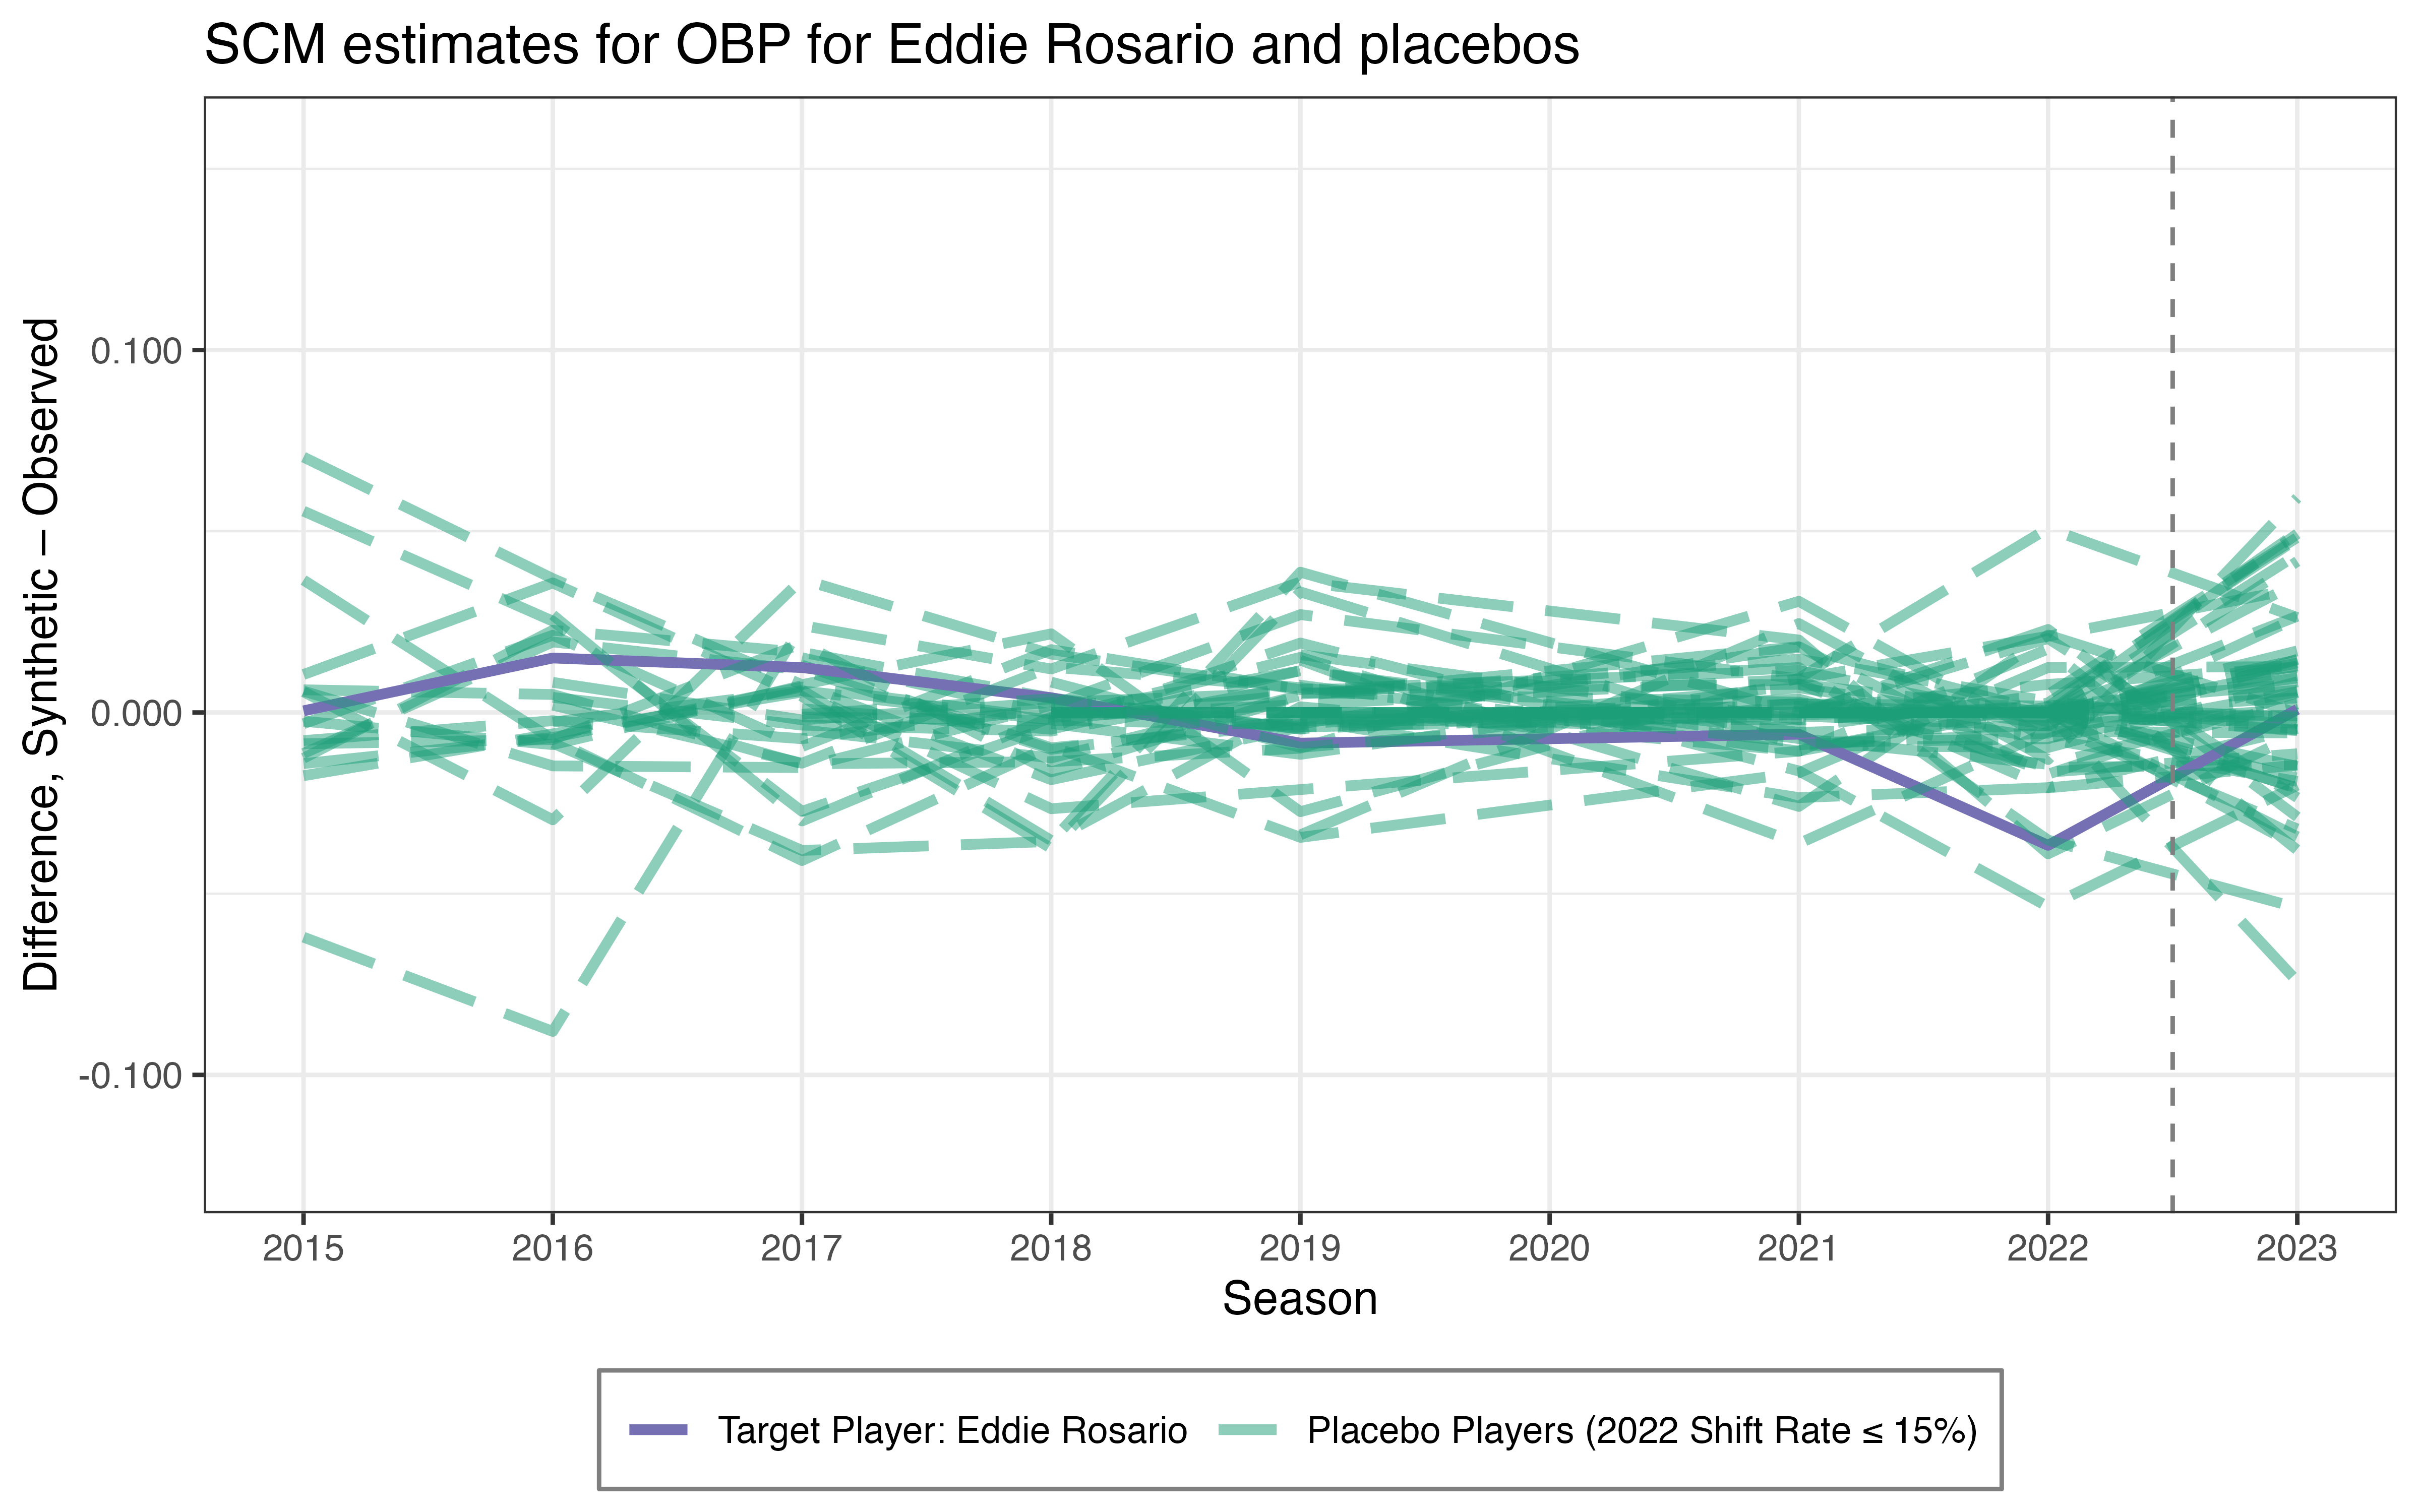 SCM estimates for OBP for Eddie Rosario and placebos
Difference, Synthetic − Observed
0.100
0.000
-0.100
2015 2016 2017 2018 2019 2020 2021 2022 2023
Season
Target Player: Eddie Rosario Placebo Players (2022 Shift Rate ≤ 15%)